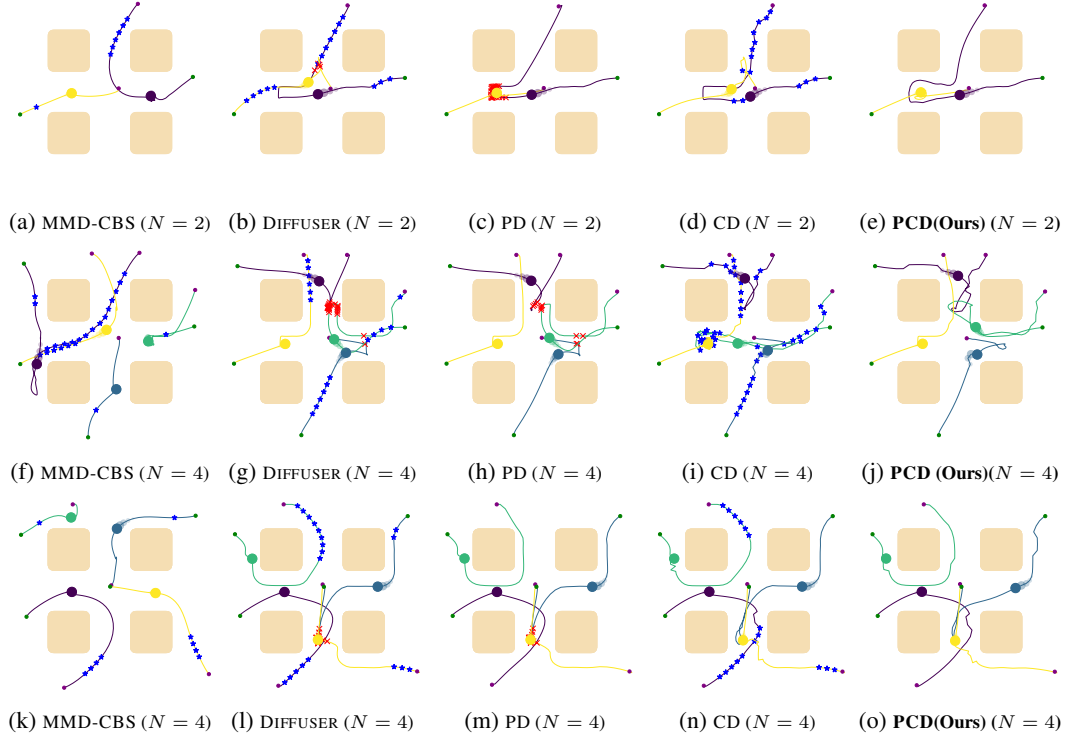 (a) MMD-CBS (N = 2) (b) DIFFUSER (N = 2) (c) PD (N = 2) (d) CD (N = 2) (e) PCD(Ours) (N = 2)
(f) MMD-CBS (N = 4) (g) DIFFUSER (N = 4) (h) PD (N = 4) (i) CD (N = 4) (j) PCD (Ours)(N = 4)
(k) MMD-CBS (N = 4) (l) DIFFUSER (N = 4) (m) PD (N = 4) (n) CD (N = 4) (o) PCD(Ours) (N = 4)